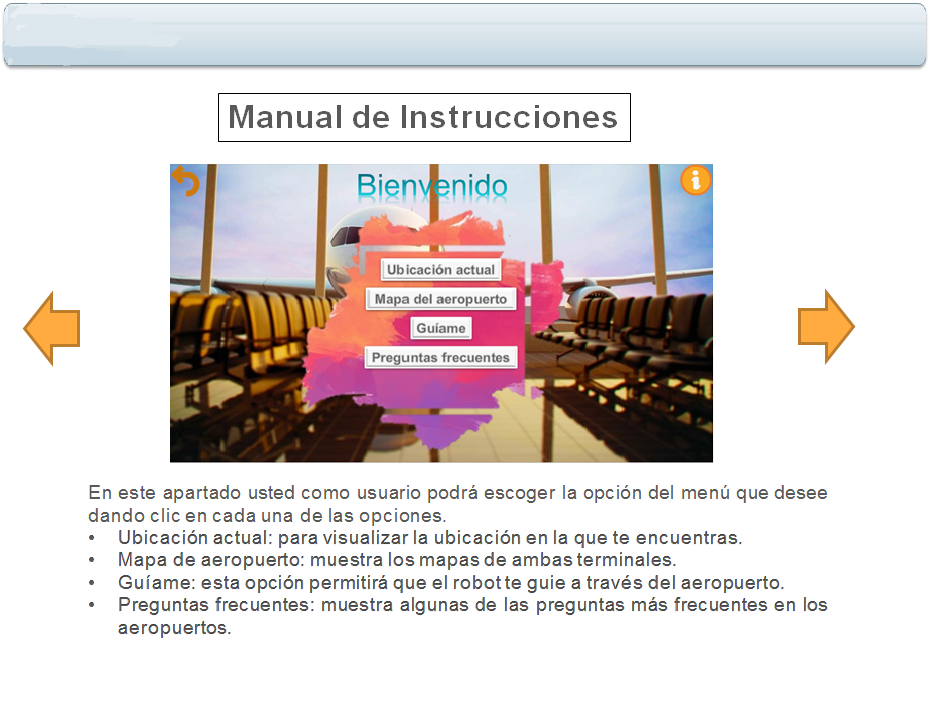 Manual de Instrucciones
Bienvenido
i
Ubicación actual
Mapa del aeropuerto
Guíame
Preguntas frecuentes
En este apartado usted como usuario podrá escoger la opción del menú que desee
dando clic en cada una de las opciones.
• Ubicación actual: para visualizar la ubicación en la que te encuentras.
• Mapa de aeropuerto: muestra los mapas de ambas terminales.
• Guíame: esta opción permitirá que el robot te guie a través del aeropuerto.
• Preguntas frecuentes: muestra algunas de las preguntas más frecuentes en los
aeropuertos.